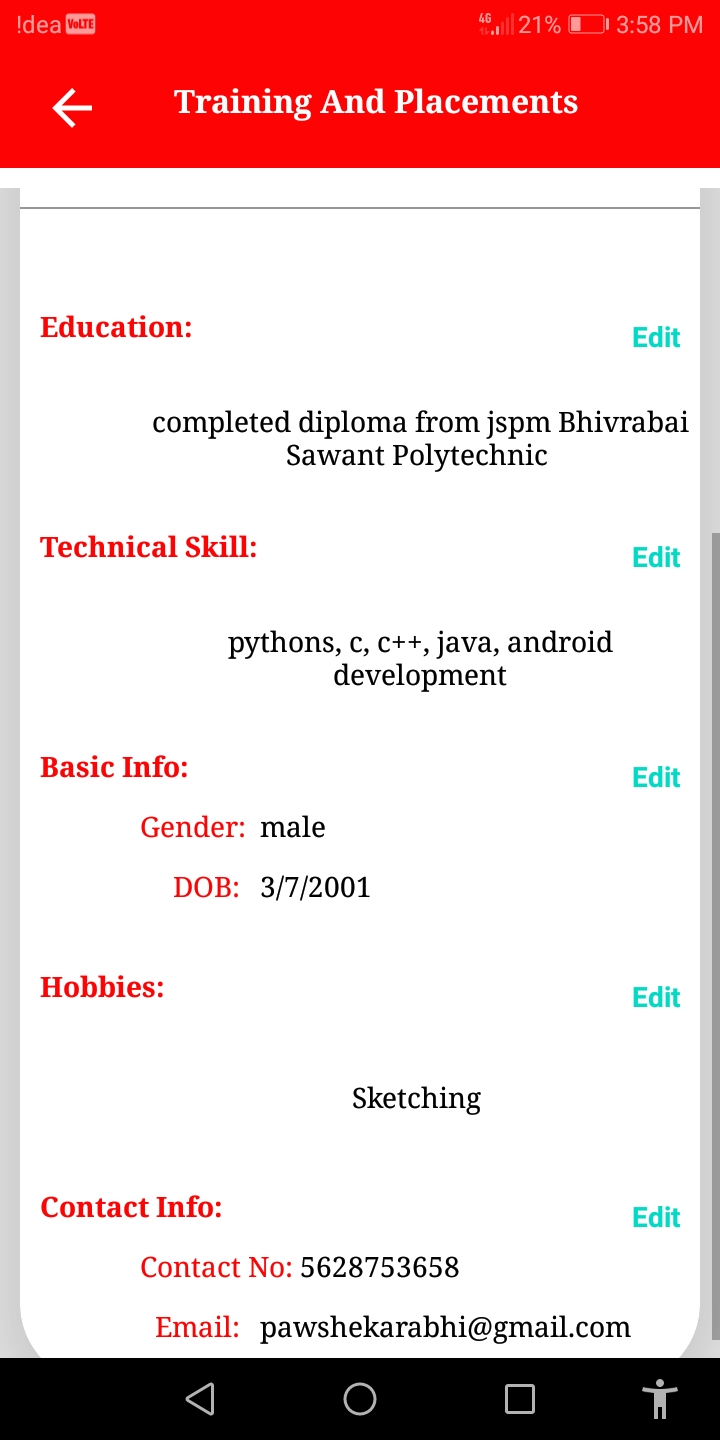 !dea VoLTE 4G 21% 3:58 PM
Training And Placements
Education:
Edit
completed diploma from jspm Bhivrabai
Sawant Polytechnic
Technical Skill:
Edit
pythons, c, c++, java, android
development
Basic Info:
Edit
Gender: male
DOB: 3/7/2001
Hobbies:
Edit
Sketching
Contact Info:
Edit
Contact No: 5628753658
Email: pawshekarabhi@gmail.com